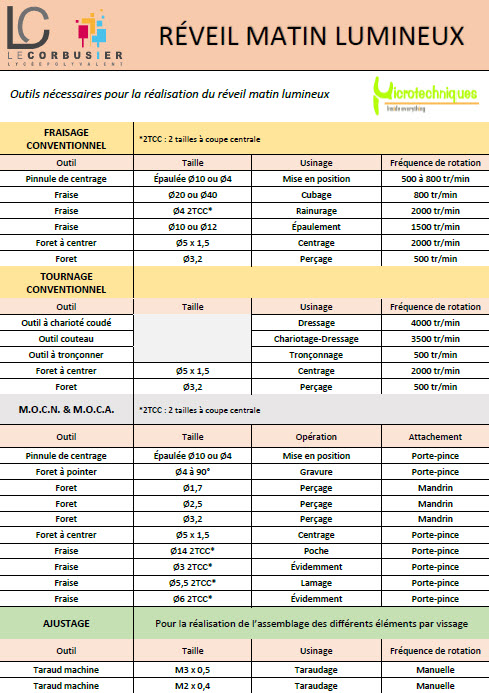 LC
LECORBUSIER
LYCÉEPOLYVALENT
RÉVEIL MATIN LUMINEUX
Outils nécessaires pour la réalisation du réveil matin lumineux
microtechniques
Inside everything
FRAISAGE CONVENTIONNEL *2TCC : 2 tailles à coupe centrale
Outil Taille Usinage Fréquence de rotation
Pinnule de centrage Épaulée Ø10 ou Ø4 Mise en position 500 à 800 tr/min
Fraise Ø20 ou Ø40 Cubage 800 tr/min
Fraise Ø4 2TCC* Rainurage 2000 tr/min
Fraise Ø10 ou Ø12 Épaulement 1500 tr/min
Foret à centrer Ø5 x 1,5 Centrage 2000 tr/min
Foret Ø3,2 Perçage 500 tr/min
TOURNAGE CONVENTIONNEL
Outil Taille Usinage Fréquence de rotation
Outil à charioté coudé Dressage 4000 tr/min
Outil couteau Chariotage-Dressage 3500 tr/min
Outil à tronçonner Tronçonnage 500 tr/min
Foret à centrer Ø5 x 1,5 Centrage 2000 tr/min
Foret Ø3,2 Perçage 500 tr/min
M.O.C.N. & M.O.C.A. *2TCC : 2 tailles à coupe centrale
Outil Taille Opération Attachement
Pinnule de centrage Épaulée Ø10 ou Ø4 Mise en position Porte-pince
Foret à pointer Ø4 à 90° Gravure Porte-pince
Foret Ø1,7 Perçage Mandrin
Foret Ø2,5 Perçage Mandrin
Foret Ø3,2 Perçage Mandrin
Foret à centrer Ø5 x 1,5 Centrage Porte-pince
Fraise Ø14 2TCC* Poche Porte-pince
Fraise Ø3 2TCC* Évidemment Porte-pince
Fraise Ø5,5 2TCC* Lamage Porte-pince
Fraise Ø6 2TCC* Évidemment Porte-pince
AJUSTAGE Pour la réalisation de l'assemblage des différents éléments par vissage
Outil Taille Usinage Fréquence de rotation
Taraud machine M3 x 0,5 Taraudage Manuelle
Taraud machine M2 x 0,4 Taraudage Manuelle